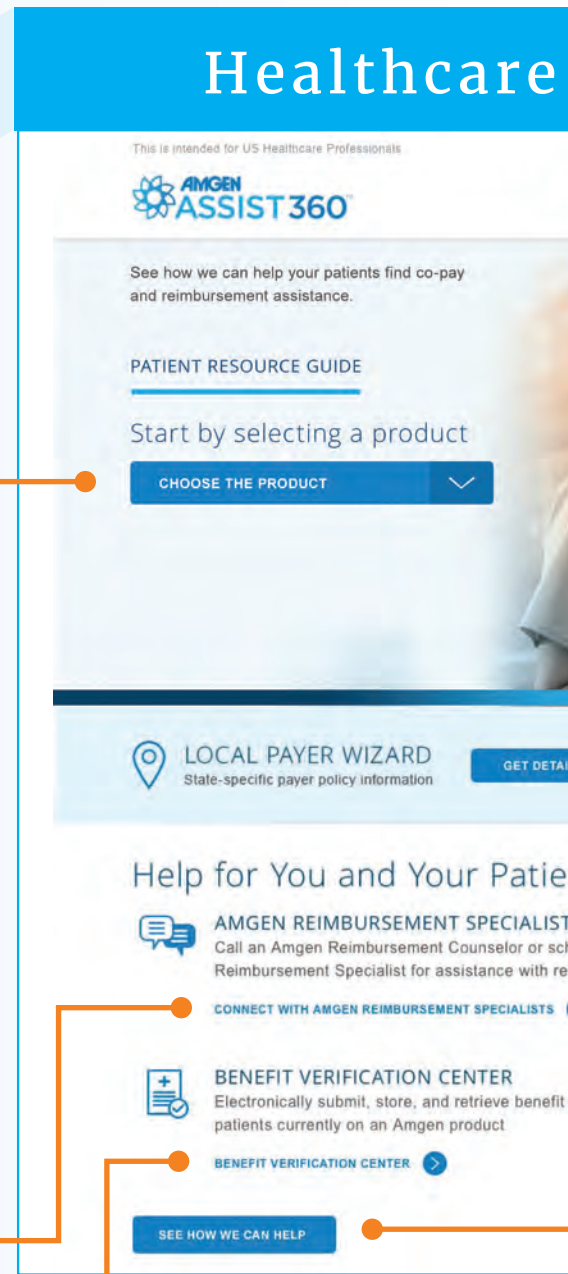 Healthcare
This is intended for US Healthcare Professionals
AMGEN
ASSIST 360™
See how we can help your patients find co-pay
and reimbursement assistance.
PATIENT RESOURCE GUIDE
Start by selecting a product
CHOOSE THE PRODUCT
LOCAL PAYER WIZARD
State-specific payer policy information
GET DETAI
Help for You and Your Patie
AMGEN REIMBURSEMENT SPECIALIST
Call an Amgen Reimbursement Counselor or sch
Reimbursement Specialist for assistance with re
CONNECT WITH AMGEN REIMBURSEMENT SPECIALISTS
BENEFIT VERIFICATION CENTER
Electronically submit, store, and retrieve benefit
patients currently on an Amgen product
BENEFIT VERIFICATION CENTER
SEE HOW WE CAN HELP